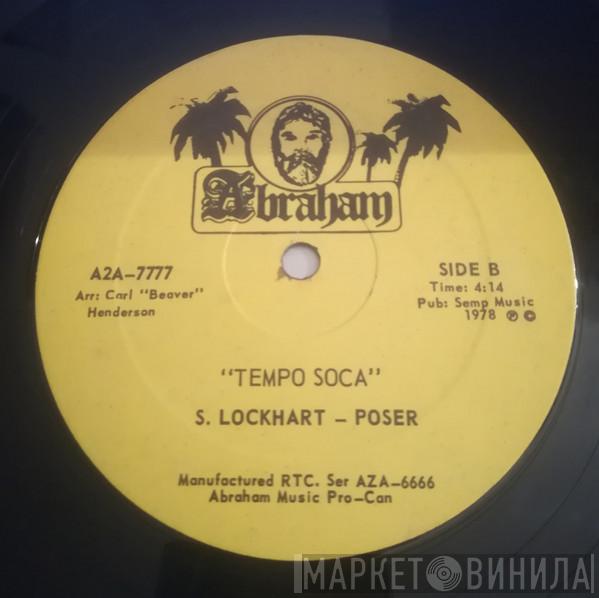 Abraham
A2A-7777
Arr: Carl "Beaver"
Henderson
SIDE B
Time: 4:14
Pub: Semp Music
1978 ℗ ©
"TEMPO SOCA"
S. LOCKHART - POSER
Manufactured RTC. Ser AZA-6666
Abraham Music Pro-Can
МАРКЕТ ВИНИЛА